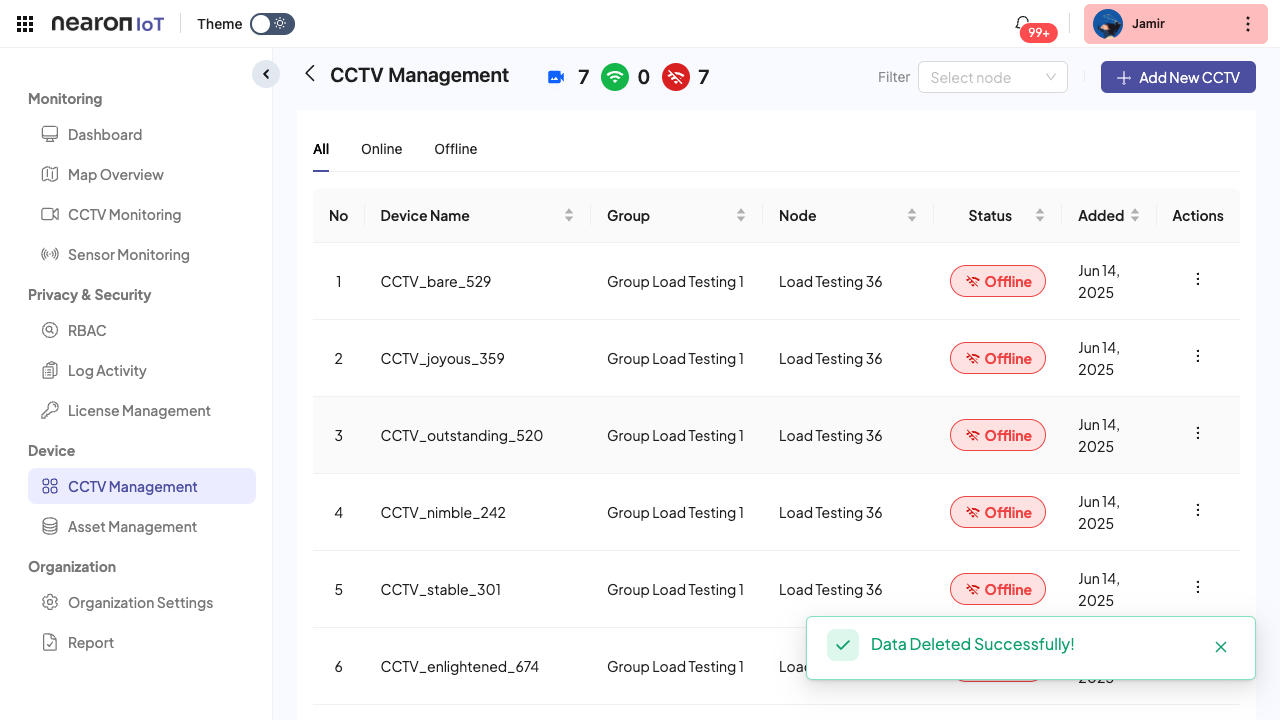 nearon IoT
Theme
99+
Jamir
Monitoring
Dashboard
Map Overview
CCTV Monitoring
Sensor Monitoring
Privacy & Security
RBAC
Log Activity
License Management
Device
CCTV Management
Asset Management
Organization
Organization Settings
Report
CCTV Management
7
0
7
Filter
Select node
Add New CCTV
All
Online
Offline
No
Device Name
Group
Node
Status
Added
Actions
1
CCTV_bare_529
Group Load Testing 1
Load Testing 36
Offline
Jun 14,
2025
2
CCTV_joyous_359
Group Load Testing 1
Load Testing 36
Offline
Jun 14,
2025
3
CCTV_outstanding_520
Group Load Testing 1
Load Testing 36
Offline
Jun 14,
2025
4
CCTV_nimble_242
Group Load Testing 1
Load Testing 36
Offline
Jun 14,
2025
5
CCTV_stable_301
Group Load Testing 1
Load Testing 36
Offline
Jun 14,
2025
6
CCTV_enlightened_674
Group Load Testing 1
Data Deleted Successfully!